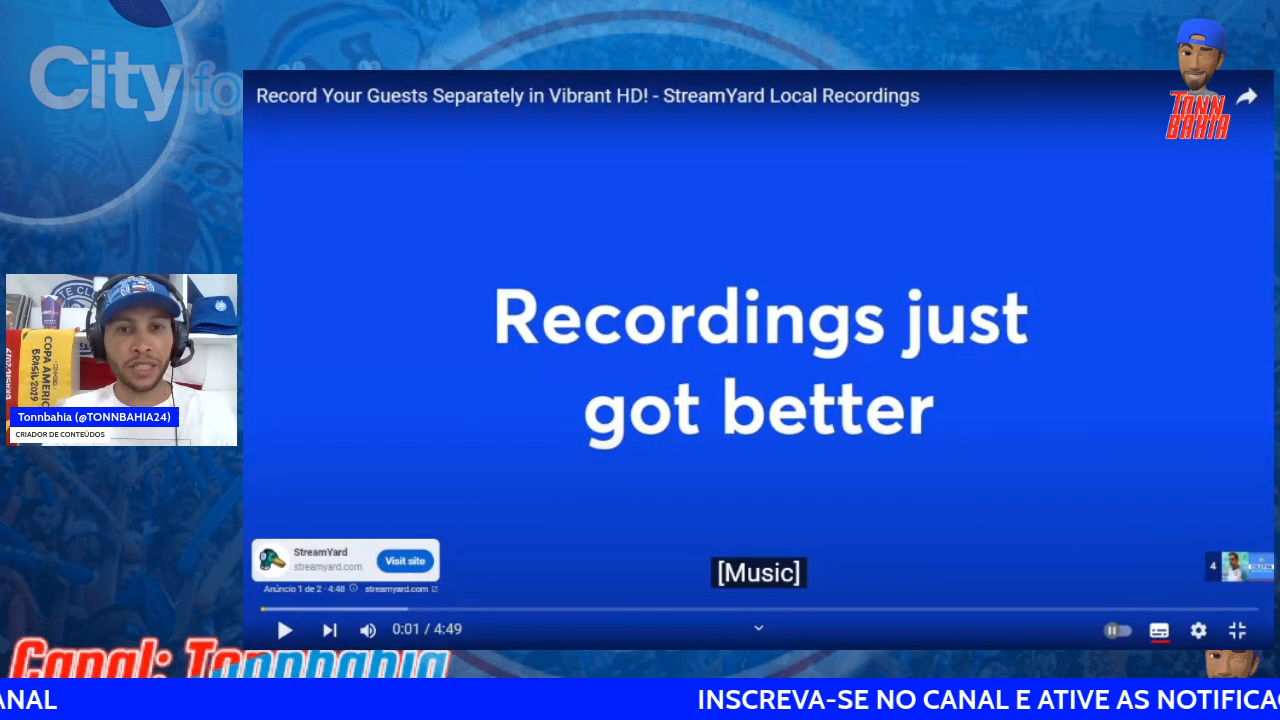 City fo
Record Your Guests Separately in Vibrant HD! - StreamYard Local Recordings
TONN
BAHIA
Recordings just
got better
COPA AMERICA
BRASIL 2019
Tonnbahia (@TONNBAHIA24)
CRIADOR DE CONTEÚDOS
StreamYard
streamyard.com
Visit site
Anúncio 1 de 2 · 4:48
streamyard.com
[Music]
4
0:01 / 4:49
Canal: Tonnbahia
ANAL
INSCREVA-SE NO CANAL E ATIVE AS NOTIFICAÇ